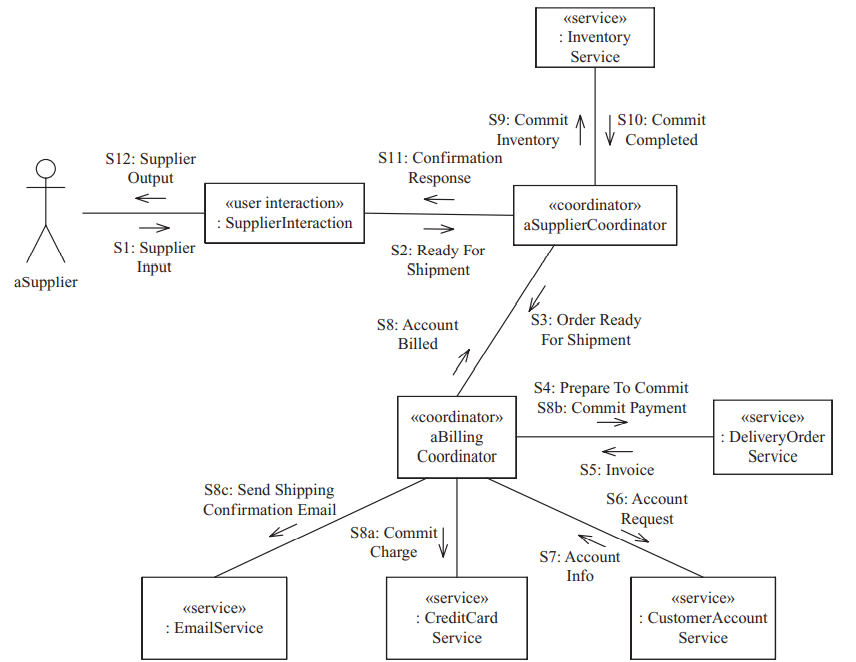 «service»
: Inventory
Service
S9: Commit
Inventory
S10: Commit
Completed
S12: Supplier
Output
S11: Confirmation
Response
«user interaction»
: SupplierInteraction
«coordinator»
aSupplierCoordinator
S1: Supplier
Input
S2: Ready For
Shipment
aSupplier
S8: Account
Billed
S3: Order Ready
For Shipment
S4: Prepare To Commit
S8b: Commit Payment
«coordinator»
aBilling
Coordinator
«service»
: DeliveryOrder
Service
S5: Invoice
S8c: Send Shipping
Confirmation Email
S8a: Commit
Charge
S6: Account
Request
S7: Account
Info
«service»
: EmailService
«service»
: CreditCard
Service
«service»
: CustomerAccount
Service